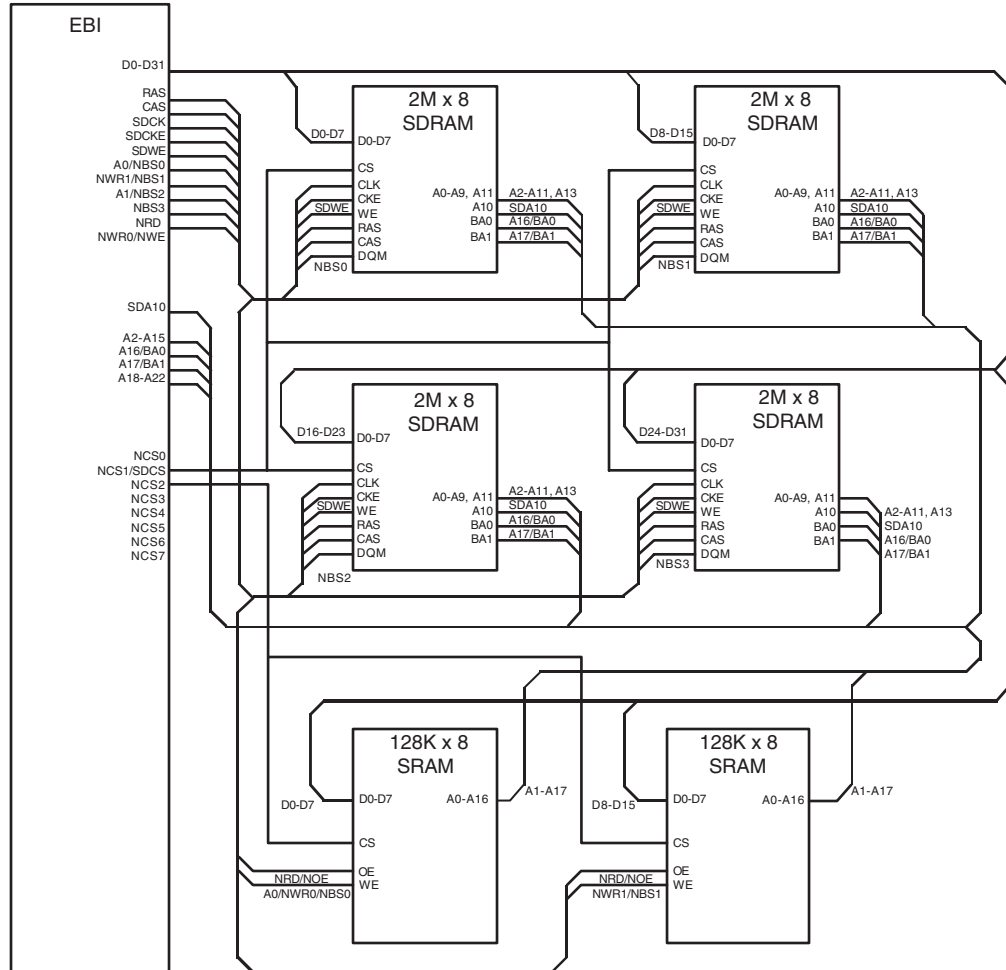 EBI
D0-D31
RAS
CAS
SDCK
SDCKE
SDWE
A0/NBS0
NWR1/NBS1
A1/NBS2
NBS3
NRD
NWR0/NWE
SDA10
A2-A15
A16/BA0
A17/BA1
A18-A22
NCS0
NCS1/SDCS
NCS2
NCS3
NCS4
NCS5
NCS6
NCS7
2M x 8
SDRAM
D0-D7
D0-D7
CS
CLK
CKE
SDWE
WE
RAS
CAS
DQM
NBS0
A0-A9, A11
A10
BA0
BA1
A2-A11, A13
SDA10
A16/BA0
A17/BA1
2M x 8
SDRAM
D8-D15
D0-D7
CS
CLK
CKE
SDWE
WE
RAS
CAS
DQM
NBS1
A0-A9, A11
A10
BA0
BA1
A2-A11, A13
SDA10
A16/BA0
A17/BA1
2M x 8
SDRAM
D16-D23
D0-D7
CS
CLK
CKE
SDWE
WE
RAS
CAS
DQM
NBS2
A0-A9, A11
A10
BA0
BA1
A2-A11, A13
SDA10
A16/BA0
A17/BA1
2M x 8
SDRAM
D24-D31
D0-D7
CS
CLK
CKE
SDWE
WE
RAS
CAS
DQM
NBS3
A0-A9, A11
A10
BA0
BA1
A2-A11, A13
SDA10
A16/BA0
A17/BA1
128K x 8
SRAM
D0-D7
D0-D7
CS
OE
NRD/NOE
WE
A0/NWR0/NBS0
A0-A16
A1-A17
128K x 8
SRAM
D8-D15
D0-D7
CS
OE
NRD/NOE
WE
NWR1/NBS1
A0-A16
A1-A17